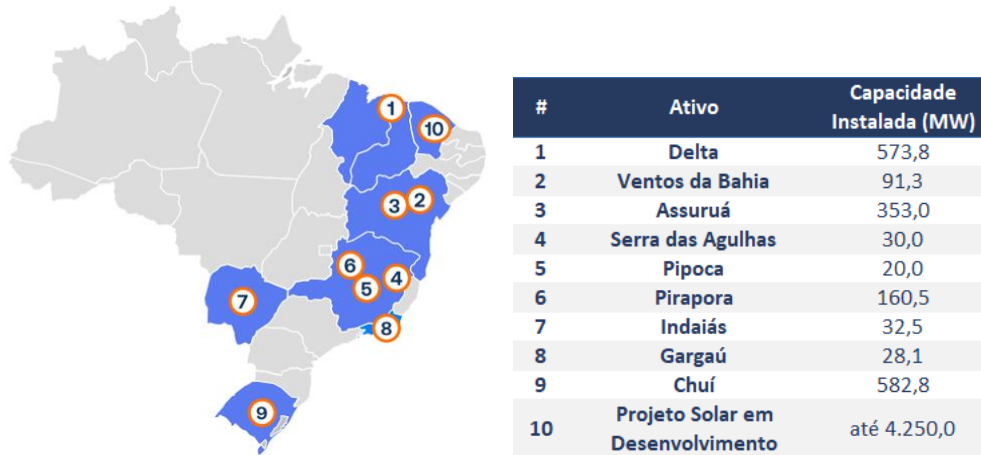 1
10
3
2
6
4
5
7
8
9
# Ativo Capacidade Instalada (MW)
1 Delta 573,8
2 Ventos da Bahia 91,3
3 Assuruá 353,0
4 Serra das Agulhas 30,0
5 Pipoca 20,0
6 Pirapora 160,5
7 Indaiás 32,5
8 Gargaú 28,1
9 Chuí 582,8
10 Projeto Solar em Desenvolvimento até 4.250,0